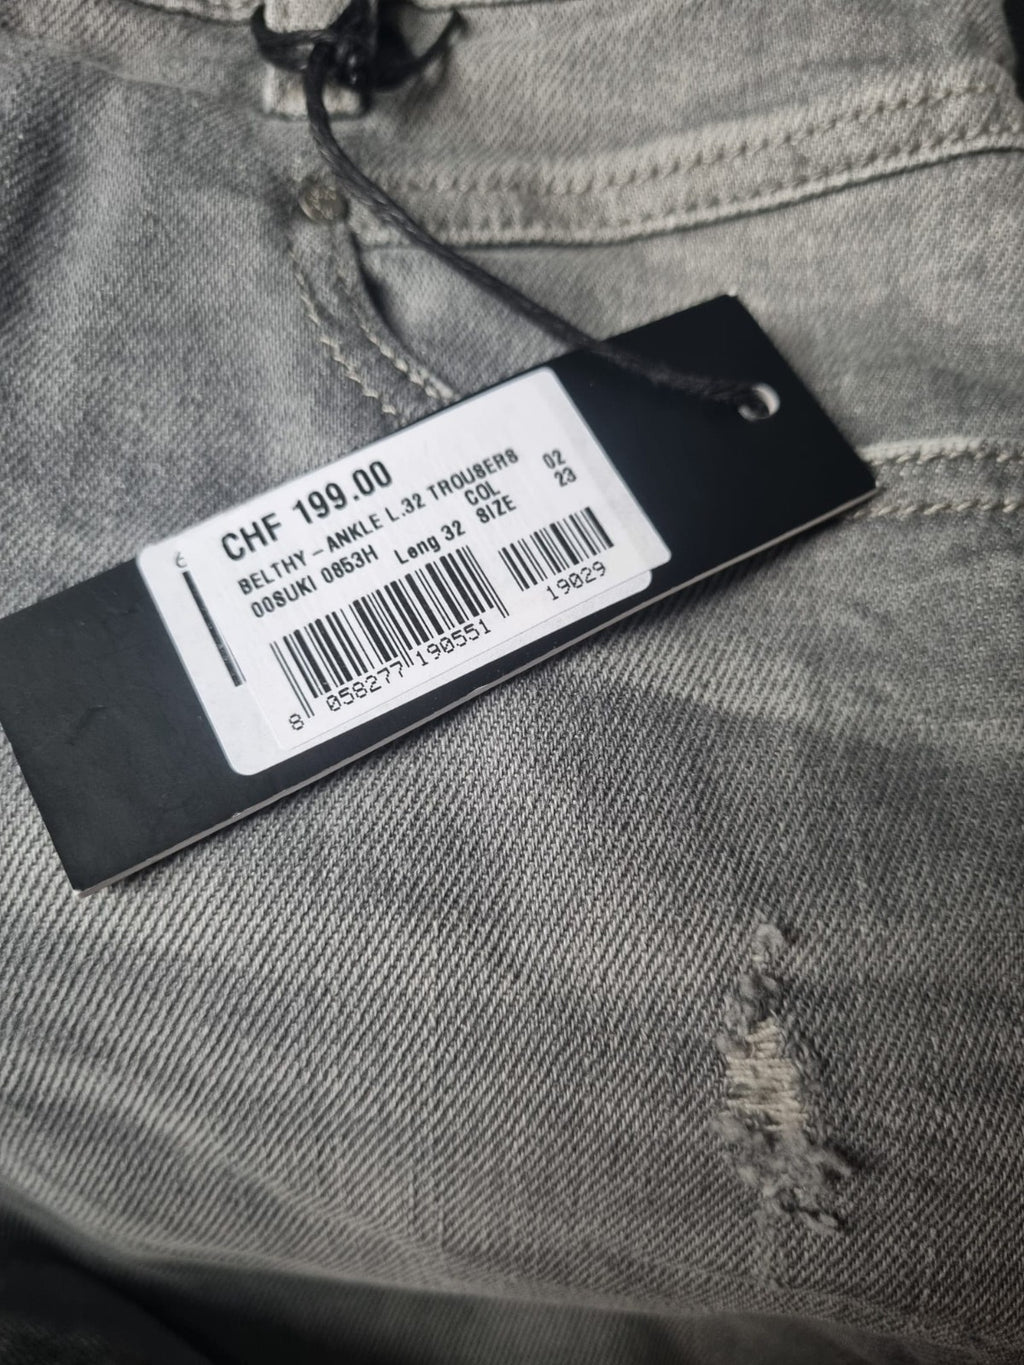 CHF 199.00
BELTHY - ANKLE L.32 TROUSERS
00SUKI 0853H Leng 32 COL 02
SIZE 23
8 058277 190551
19029